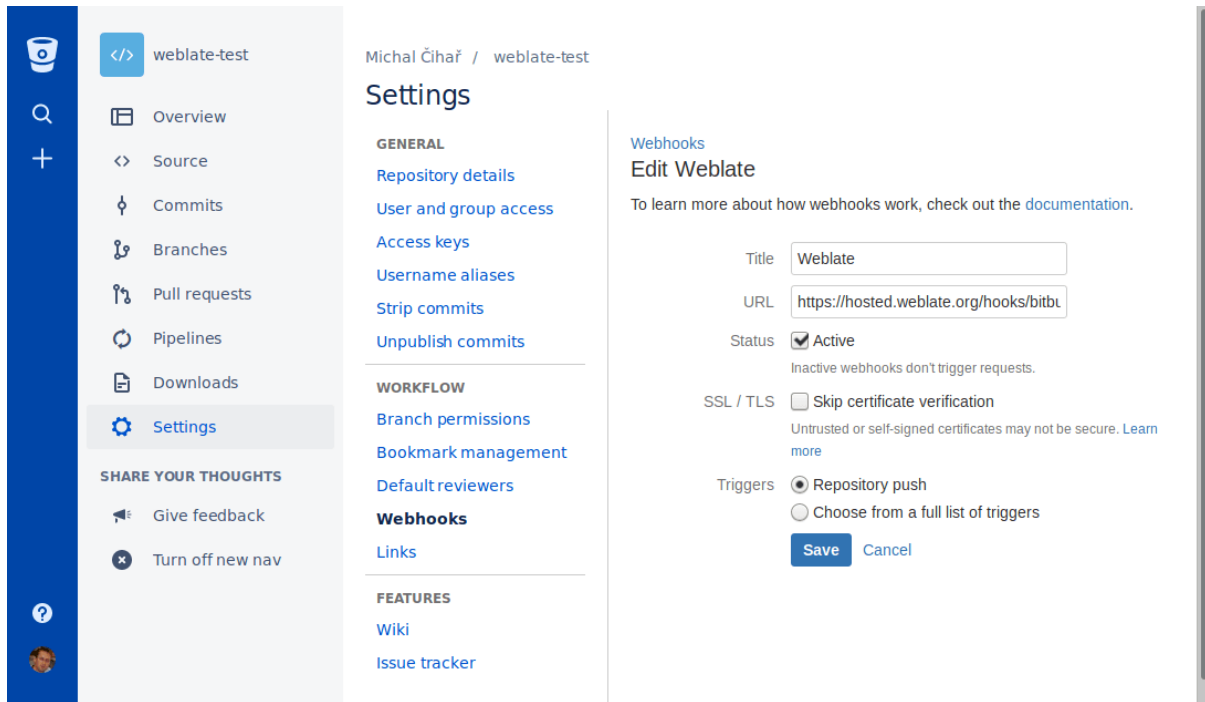 weblate-test
Overview
Source
Commits
Branches
Pull requests
Pipelines
Downloads
Settings
SHARE YOUR THOUGHTS
Give feedback
Turn off new nav
Michal Čihař / weblate-test
Settings
GENERAL
Repository details
User and group access
Access keys
Username aliases
Strip commits
Unpublish commits
WORKFLOW
Branch permissions
Bookmark management
Default reviewers
Webhooks
Links
FEATURES
Wiki
Issue tracker
Webhooks
Edit Weblate
To learn more about how webhooks work, check out the documentation.
Title Weblate
URL https://hosted.weblate.org/hooks/bitbu
Status Active
Inactive webhooks don't trigger requests.
SSL / TLS Skip certificate verification
Untrusted or self-signed certificates may not be secure. Learn
more
Triggers Repository push
Choose from a full list of triggers
Save Cancel